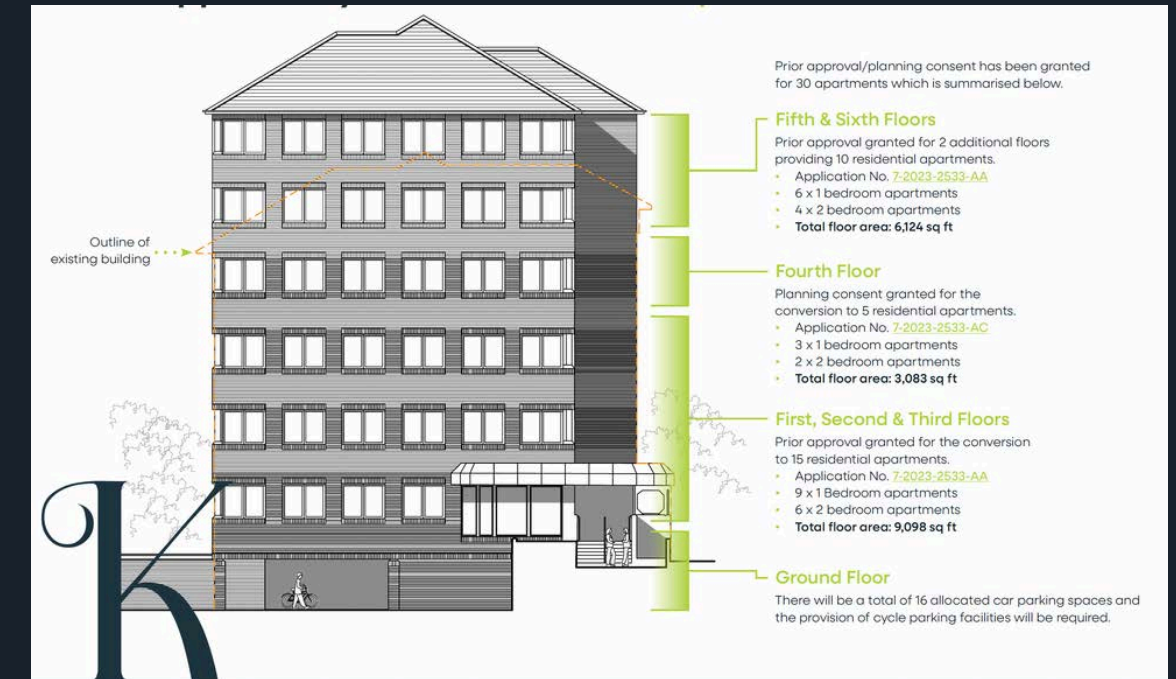 Prior approval/planning consent has been granted
for 30 apartments which is summarised below.
Fifth & Sixth Floors
Prior approval granted for 2 additional floors
providing 10 residential apartments.
• Application No. 7-2023-2533-AA
• 6 x 1 bedroom apartments
• 4 x 2 bedroom apartments
• Total floor area: 6,124 sq ft
Outline of
existing building
Fourth Floor
Planning consent granted for the
conversion to 5 residential apartments.
• Application No. 7-2023-2533-AC
• 3 x 1 bedroom apartments
• 2 x 2 bedroom apartments
• Total floor area: 3,083 sq ft
First, Second & Third Floors
Prior approval granted for the conversion
to 15 residential apartments.
• Application No. 7-2023-2533-AA
• 9 x 1 Bedroom apartments
• 6 x 2 bedroom apartments
• Total floor area: 9,098 sq ft
K
Ground Floor
There will be a total of 16 allocated car parking spaces and
the provision of cycle parking facilities will be required.